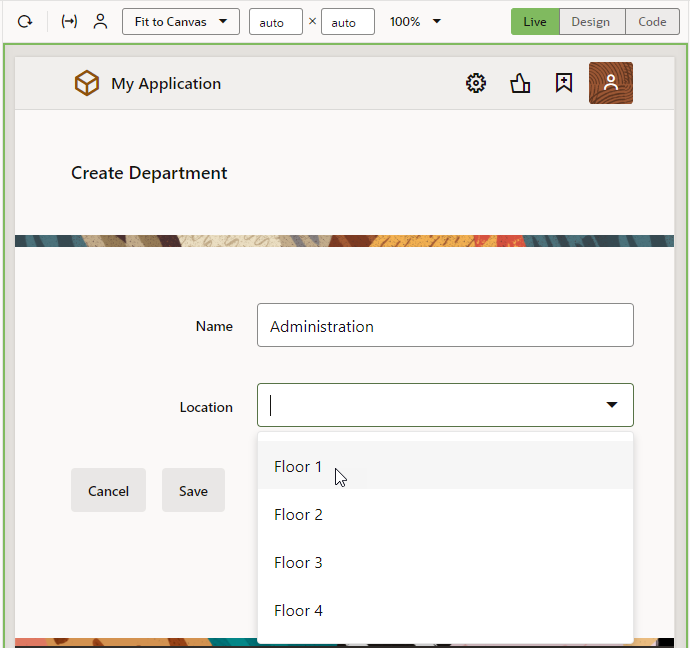 Fit to Canvas auto × auto 100% Live Design Code
My Application
Create Department
Name Administration
Location
Floor 1
Cancel Save
Floor 2
Floor 3
Floor 4